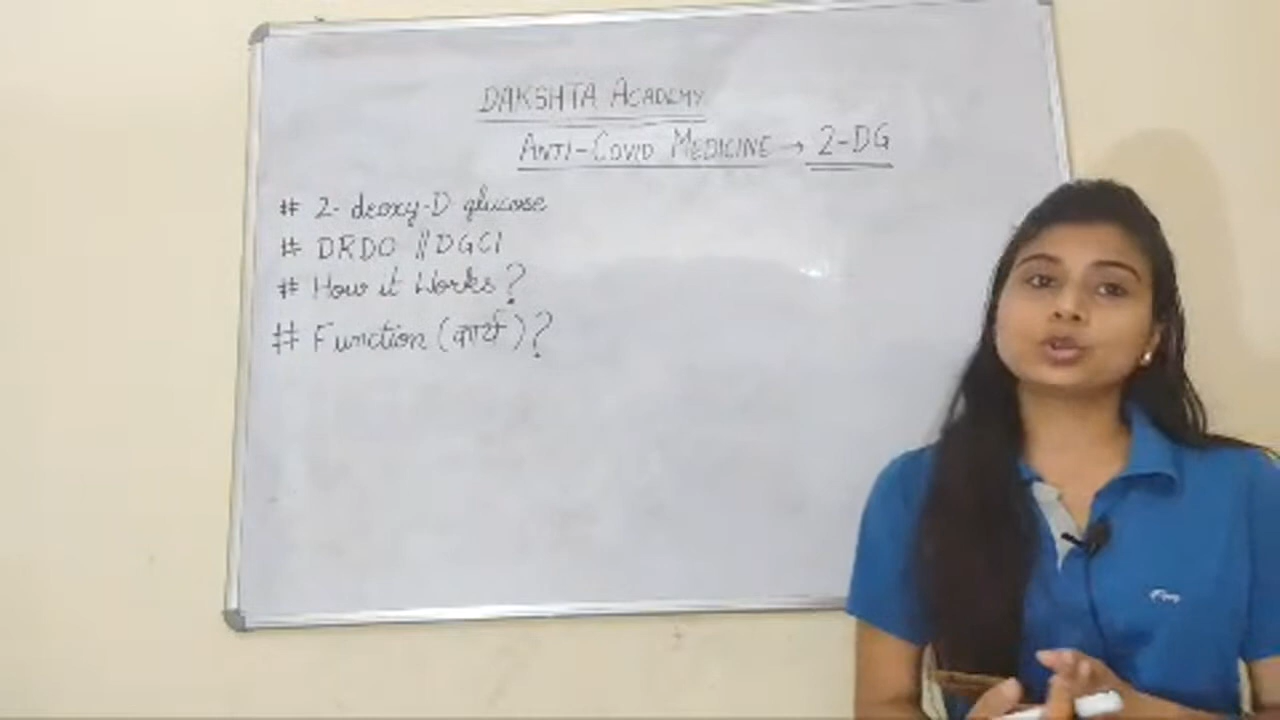 DAKSHTA ACADEMY
ANTI-COVID MEDICINE → 2-DG
# 2- deoxy-D glucose
# DRDO // DGCI
# How it Works?
# Function (कार्य)?